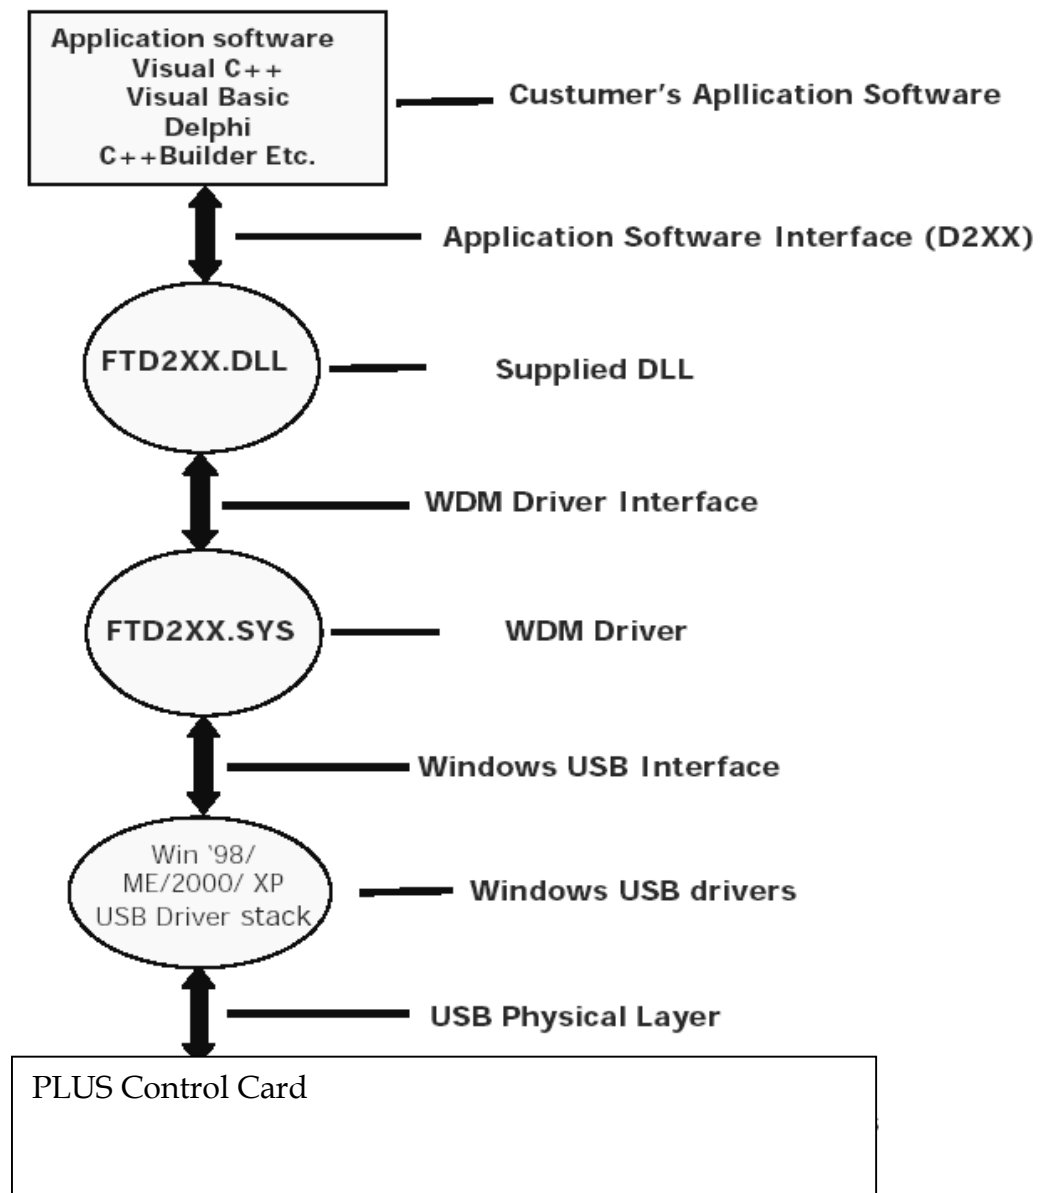 Application software
Visual C++
Visual Basic
Delphi
C++Builder Etc.
Custumer's Apllication Software
Application Software Interface (D2XX)
FTD2XX.DLL
Supplied DLL
WDM Driver Interface
FTD2XX.SYS
WDM Driver
Windows USB Interface
Win '98/
ME/2000/ XP
USB Driver stack
Windows USB drivers
USB Physical Layer
PLUS Control Card